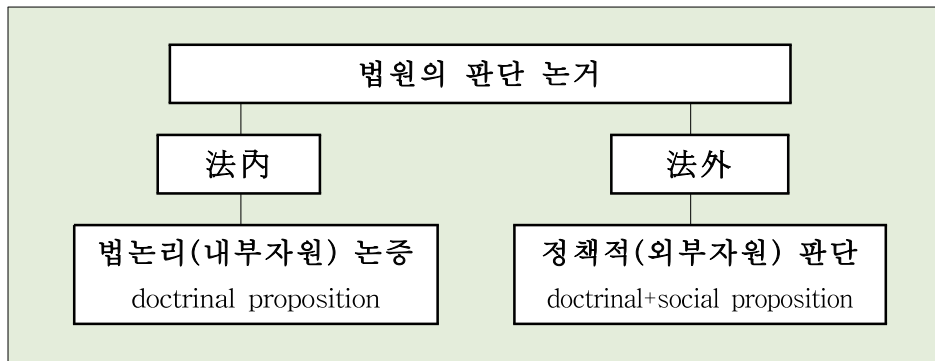 법원의 판단 논거
法內
法外
법논리(내부자원) 논증
doctrinal proposition
정책적(외부자원) 판단
doctrinal+social proposition